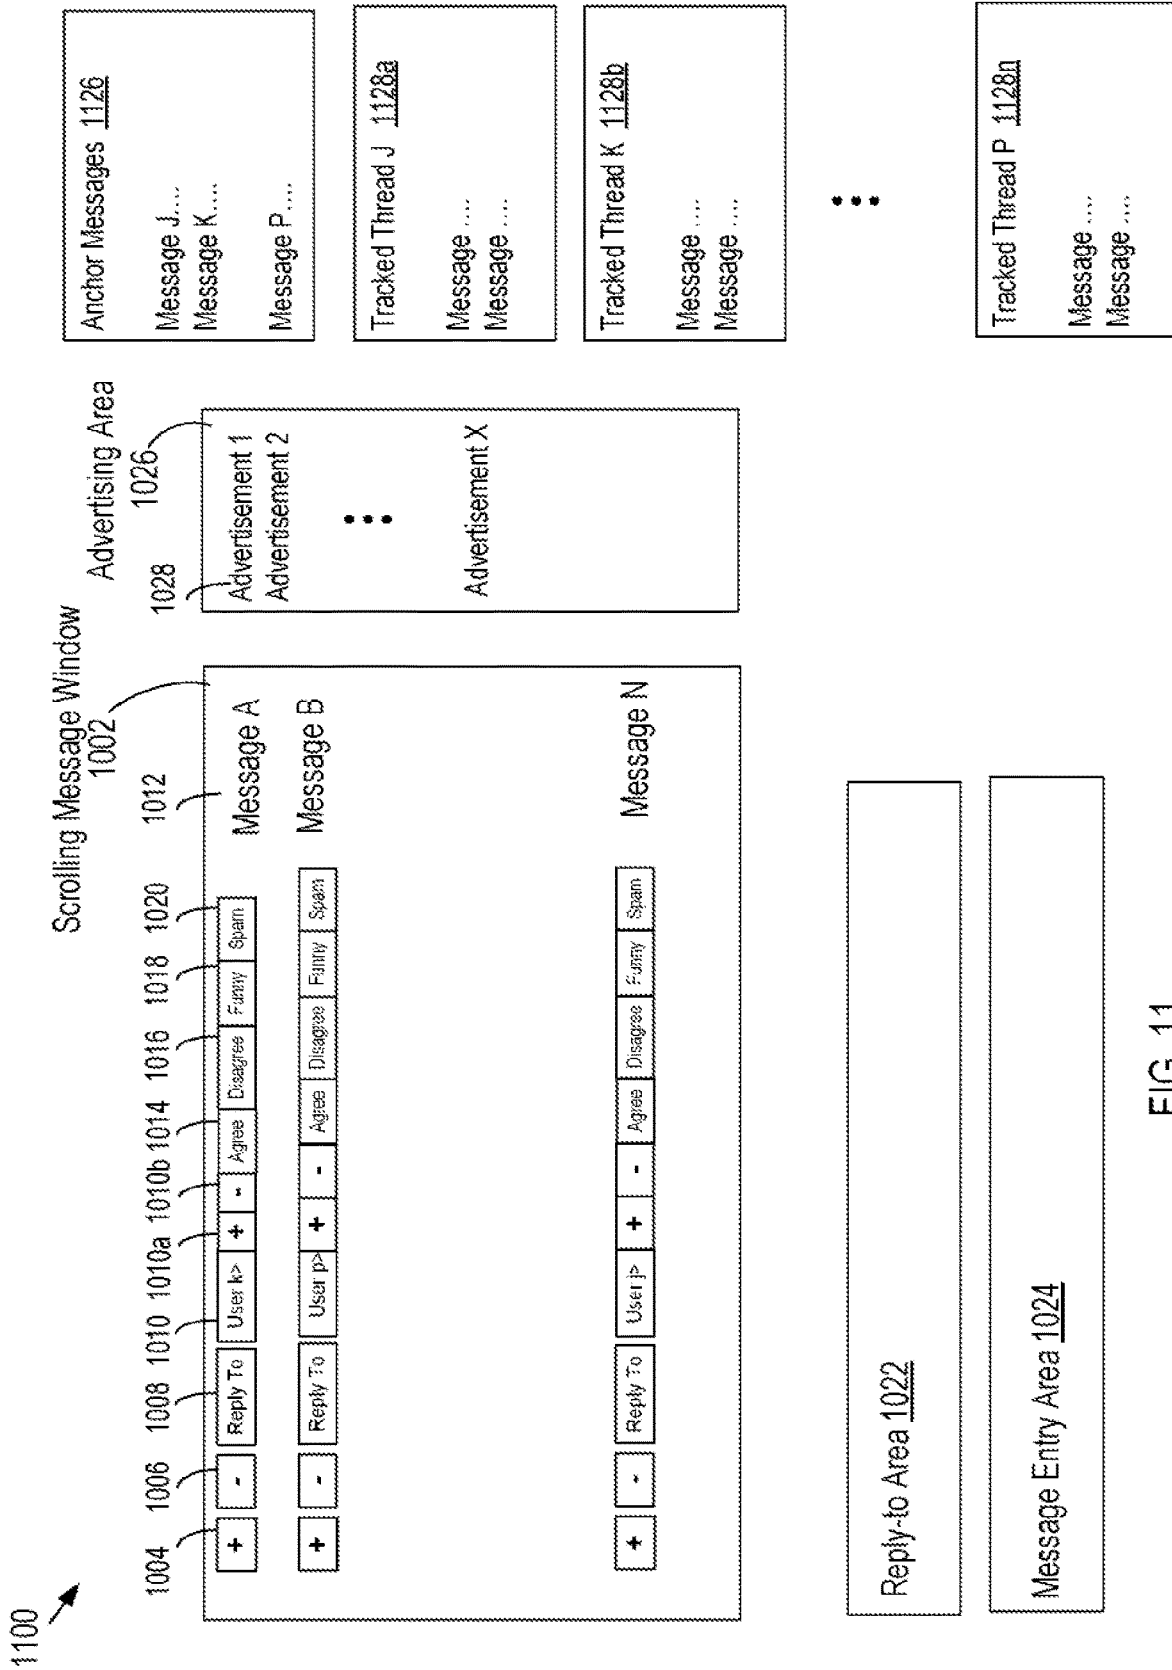 1100
Scrolling Message Window
1002
1004 1006 1008 1010 1010a 1010b 1014 1016 1018 1020 1012
+ - Reply To User k> + - Agree Disagree Funny Spam Message A
+ - Reply To User p> + - Agree Disagree Funny Spam Message B
+ - Reply To User j> + - Agree Disagree Funny Spam Message N
Reply-to Area 1022
Message Entry Area 1024
Advertising Area
1026
1028
Advertisement 1
Advertisement 2
Advertisement X
Anchor Messages 1126
Message J....
Message K....
Message P....
Tracked Thread J 1128a
Message ....
Message ....
Tracked Thread K 1128b
Message ....
Message ....
Tracked Thread P 1128n
Message ....
Message ....
FIG. 11